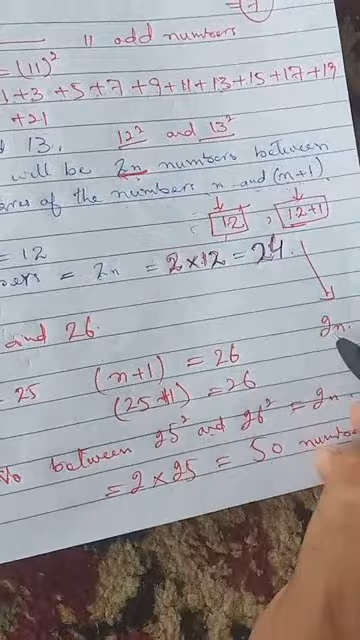 = (7)
11 odd numbers
= (11)²
1 + 3 + 5 + 7 + 9 + 11 + 13 + 15 + 17 + 19
+ 21
13. 12² and 13²
will be 2n numbers between
of the numbers n and (n+1).
= 12 12, 12+1
= 2n = 2 × 12 = 24.
2n.
and 26.
= 25 (n+1) = 26
(25+1) = 26
No between 25² and 26² = 2n
= 2 × 25 = 50 numbe